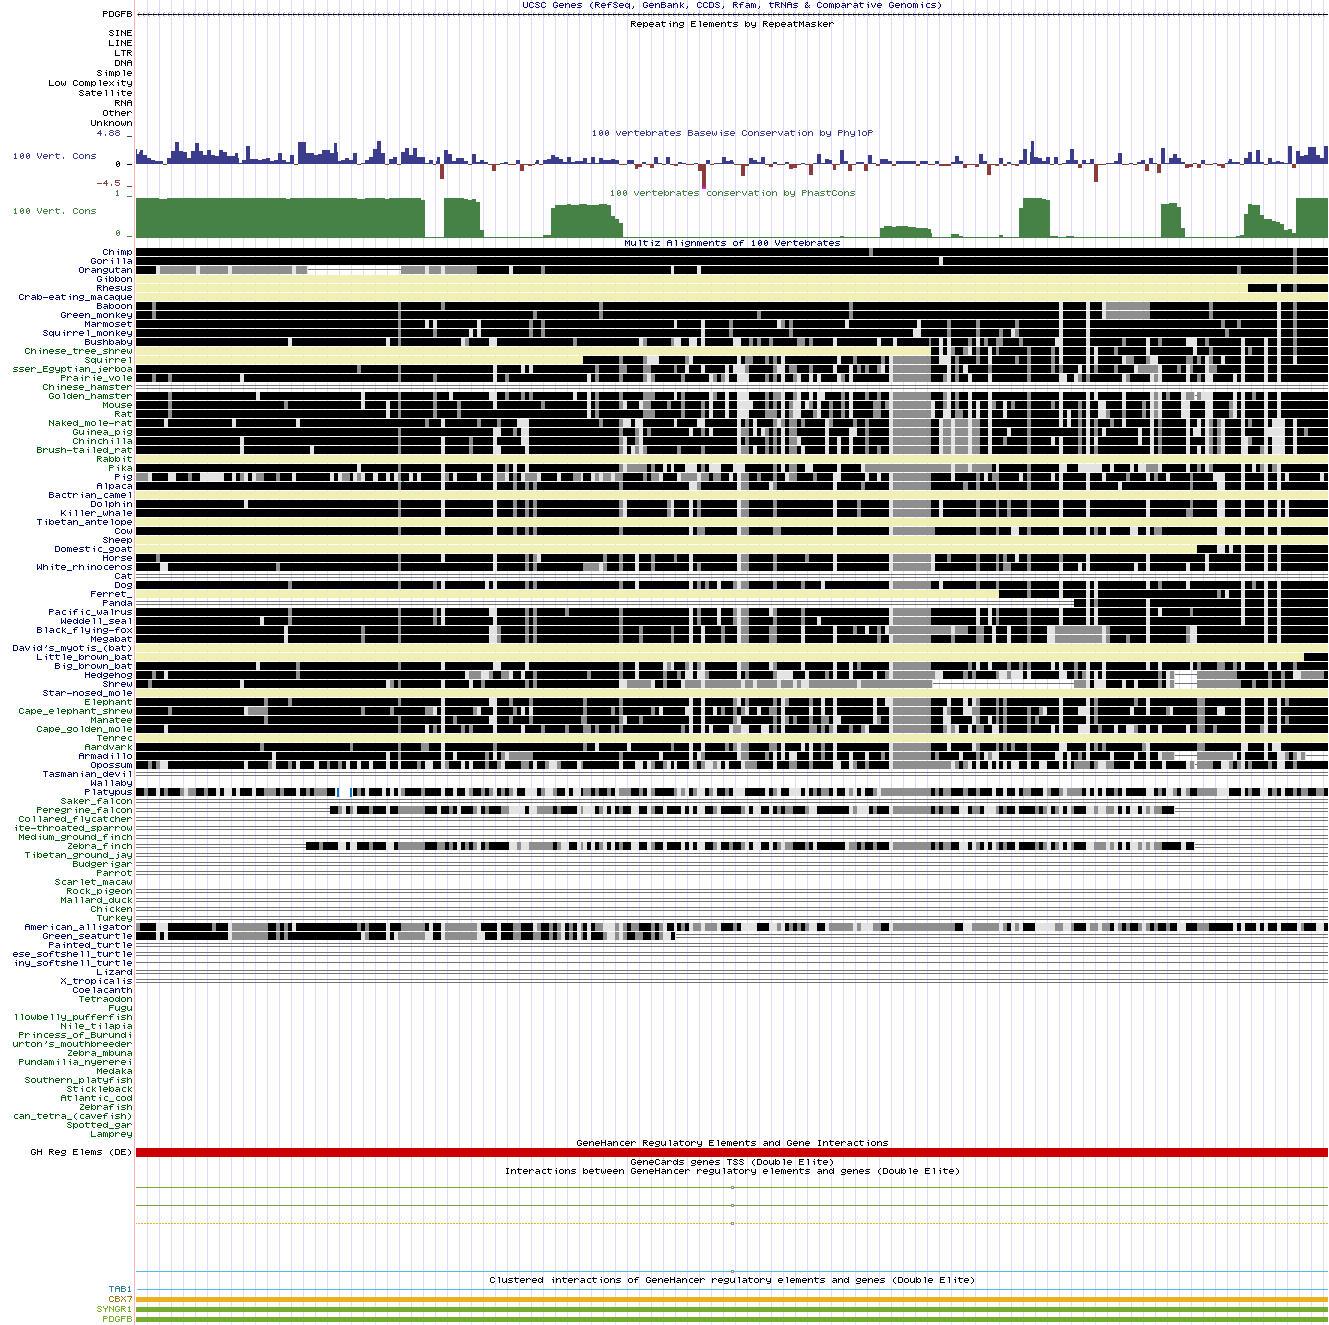 UCSC Genes (RefSeq, GenBank, CCDS, Rfam, tRNAs & Comparative Genomics)
PDGFB
Repeating Elements by RepeatMasker
SINE
LINE
LTR
DNA
Simple
Low Complexity
Satellite
RNA
Other
Unknown
4.88 _
100 vertebrates Basewise Conservation by PhyloP
100 Vert. Cons
0 -
-4.5 _
1 _
100 vertebrates conservation by PhastCons
100 Vert. Cons
0 _
Multiz Alignments of 100 Vertebrates
Chimp
Gorilla
Orangutan
Gibbon
Rhesus
Crab-eating_macaque
Baboon
Green_monkey
Marmoset
Squirrel_monkey
Bushbaby
Chinese_tree_shrew
Squirrel
sser_Egyptian_jerboa
Prairie_vole
Chinese_hamster
Golden_hamster
Mouse
Rat
Naked_mole-rat
Guinea_pig
Chinchilla
Brush-tailed_rat
Rabbit
Pika
Pig
Alpaca
Bactrian_camel
Dolphin
Killer_whale
Tibetan_antelope
Cow
Sheep
Domestic_goat
Horse
White_rhinoceros
Cat
Dog
Ferret_
Panda
Pacific_walrus
Weddell_seal
Black_flying-fox
Megabat
David's_myotis_(bat)
Little_brown_bat
Big_brown_bat
Hedgehog
Shrew
Star-nosed_mole
Elephant
Cape_elephant_shrew
Manatee
Cape_golden_mole
Tenrec
Aardvark
Armadillo
Opossum
Tasmanian_devil
Wallaby
Platypus
Saker_falcon
Peregrine_falcon
Collared_flycatcher
ite-throated_sparrow
Medium_ground_finch
Zebra_finch
Tibetan_ground_jay
Budgerigar
Parrot
Scarlet_macaw
Rock_pigeon
Mallard_duck
Chicken
Turkey
American_alligator
Green_seaturtle
Painted_turtle
ese_softshell_turtle
iny_softshell_turtle
Lizard
X_tropicalis
Coelacanth
Tetraodon
Fugu
llowbelly_pufferfish
Nile_tilapia
Princess_of_Burundi
urton's_mouthbreeder
Zebra_mbuna
Pundamilia_nyererei
Medaka
Southern_platyfish
Stickleback
Atlantic_cod
Zebrafish
can_tetra_(cavefish)
Spotted_gar
Lamprey
GeneHancer Regulatory Elements and Gene Interactions
GH Reg Elems (DE)
GeneCards genes TSS (Double Elite)
Interactions between GeneHancer regulatory elements and genes (Double Elite)
Clustered interactions of GeneHancer regulatory elements and genes (Double Elite)
TAB1
CBX7
SYNGR1
PDGFB